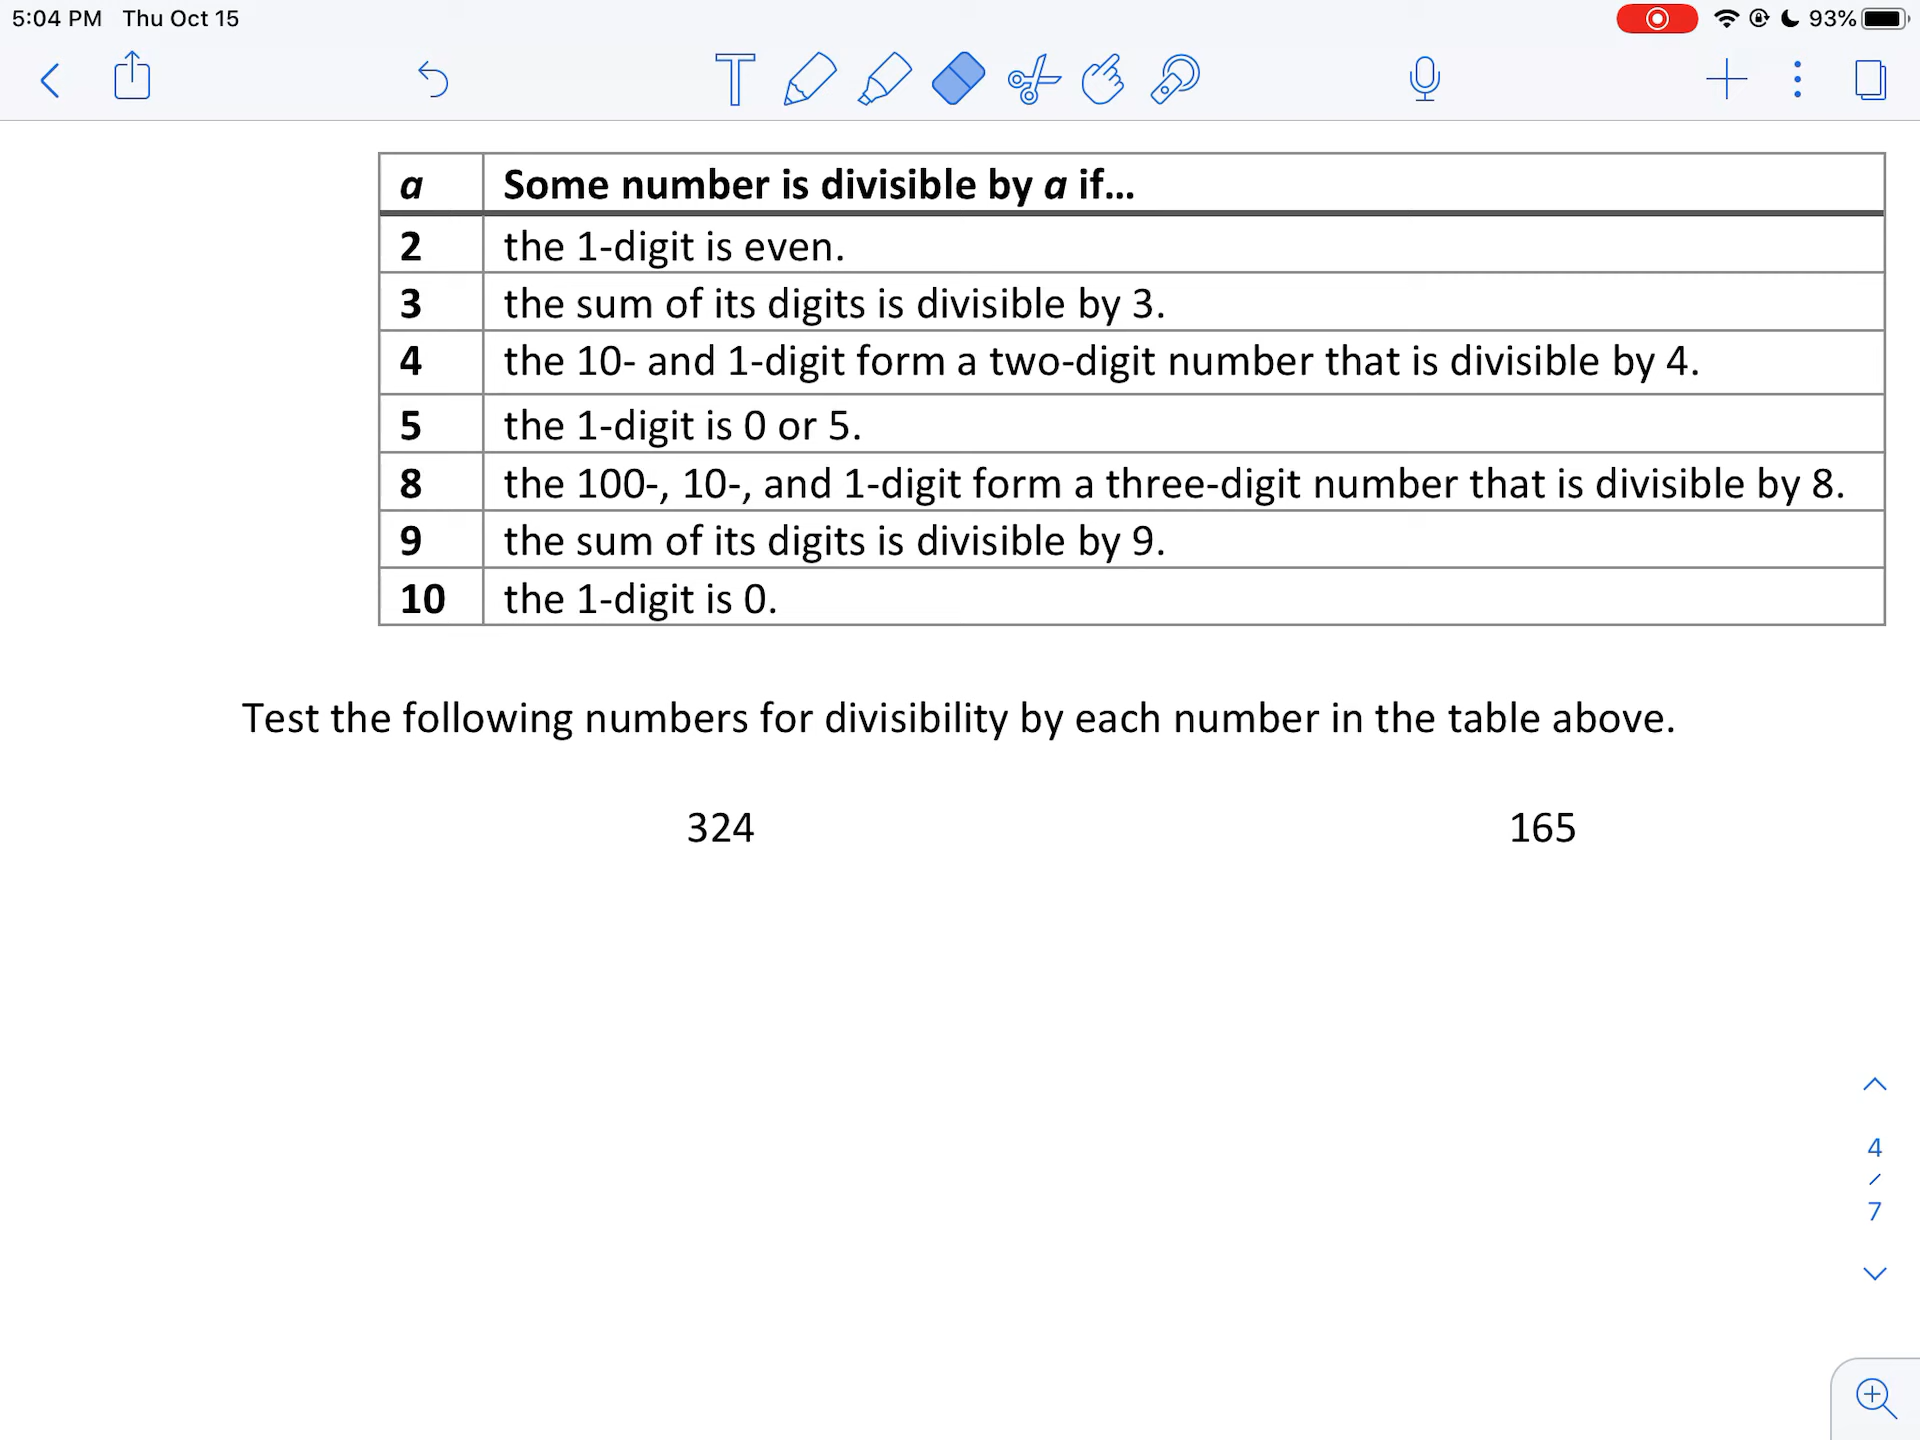 5:04 PM Thu Oct 15
93%
a Some number is divisible by a if...
2 the 1-digit is even.
3 the sum of its digits is divisible by 3.
4 the 10- and 1-digit form a two-digit number that is divisible by 4.
5 the 1-digit is 0 or 5.
8 the 100-, 10-, and 1-digit form a three-digit number that is divisible by 8.
9 the sum of its digits is divisible by 9.
10 the 1-digit is 0.
Test the following numbers for divisibility by each number in the table above.
324 165
4
/
7